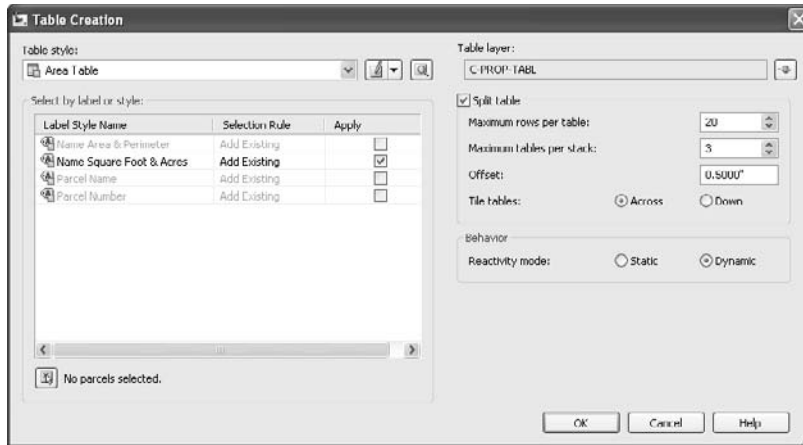 Table Creation
Table style:
Area Table
Select by label or style:
Label Style Name Selection Rule Apply
Name Area & Perimeter Add Existing
Name Square Foot & Acres Add Existing
Parcel Name Add Existing
Parcel Number Add Existing
No parcels selected.
Table layer:
C-PROP-TABL
Split table
Maximum rows per table: 20
Maximum tables per stack: 3
Offset: 0.5000"
Tile tables: Across Down
Behavior
Reactivity mode: Static Dynamic
OK Cancel Help